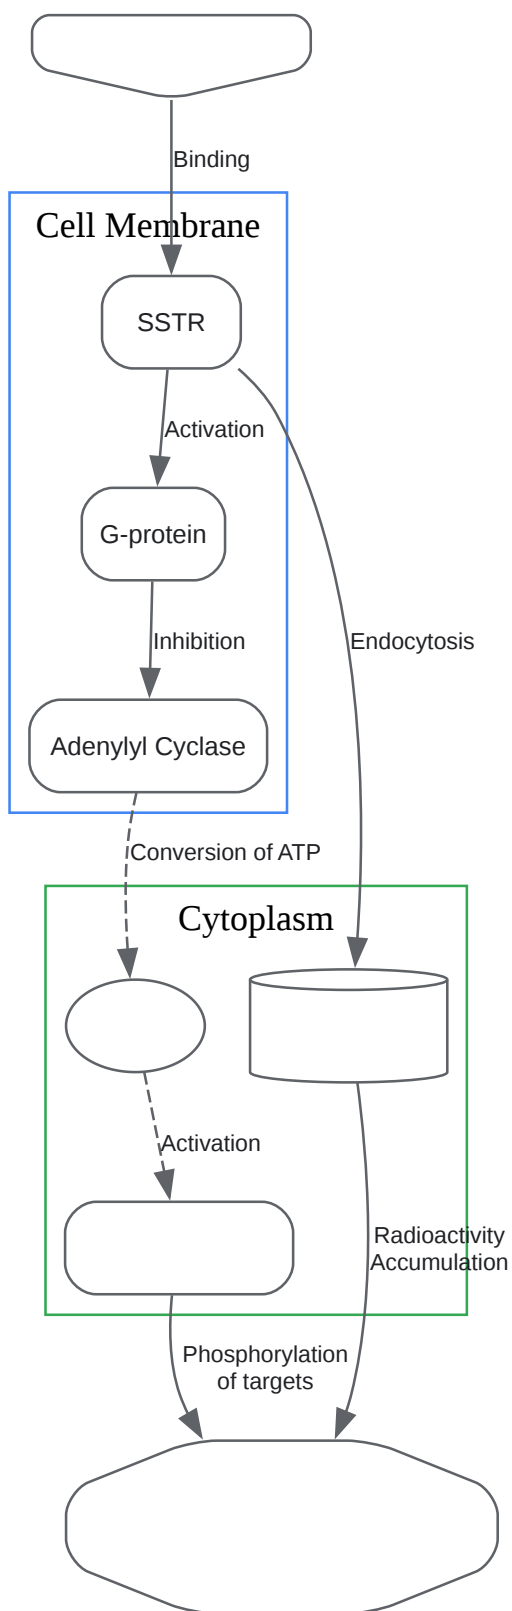 Binding
Cell Membrane
SSTR
Activation
G-protein
Inhibition
Endocytosis
Adenylyl Cyclase
Conversion of ATP
Cytoplasm
Activation
Radioactivity
Accumulation
Phosphorylation
of targets